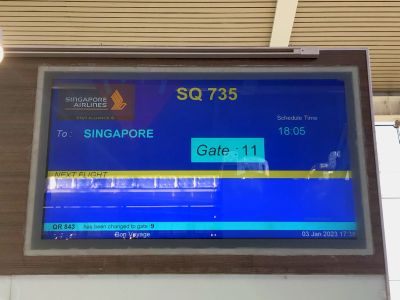 SQ 735
SINGAPORE
AIRLINES
Schedule Time
To : SINGAPORE
18:05
Gate : 11
NEXT FLIGHT
QR 843 has been changed to gate 9
Bon Voyage
03 Jan 2023